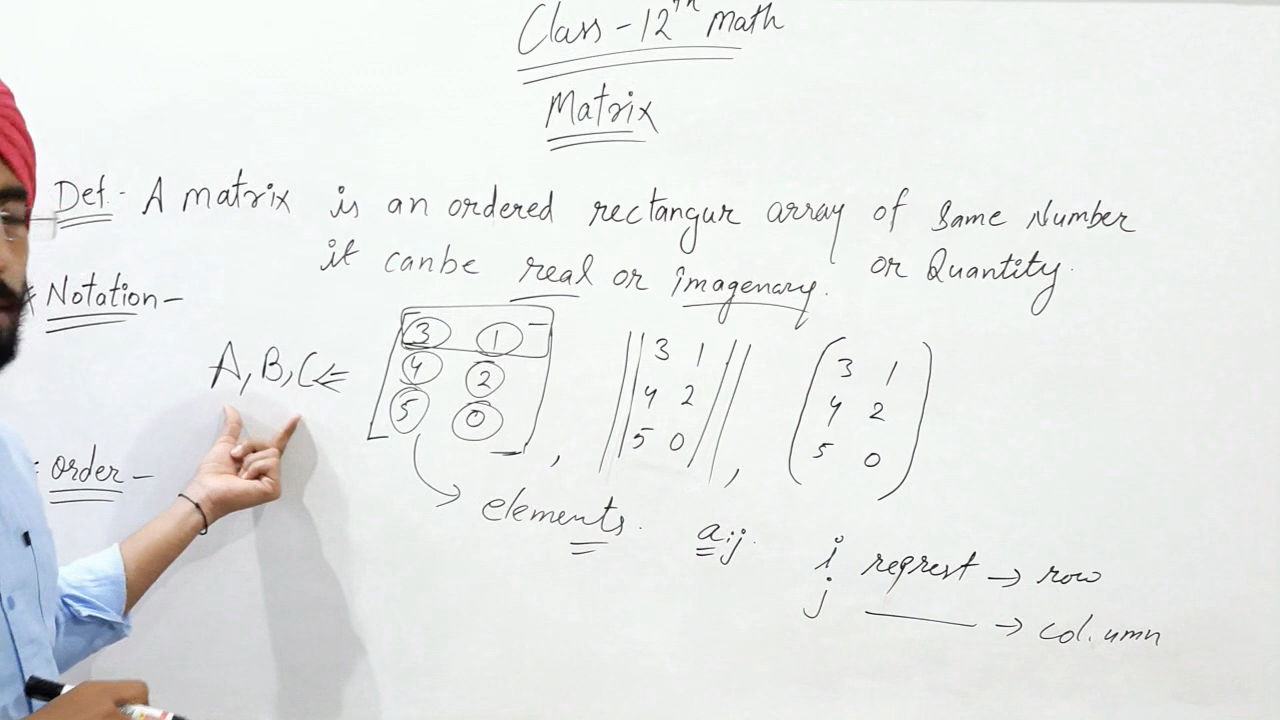 Class - 12th Math
Matrix
Def.- A matrix is an ordered rectangur array of Same Number
or Quantity.
it canbe real or imagenary.
* Notation -
A, B, C ⇐ [3 1 ‖3 1‖ (3 1
4 2 ‖4 2‖ 4 2
5 0], ‖5 0‖, 5 0)
: order -
elements. aij.
i reqrest → row
j ——— → col.umn